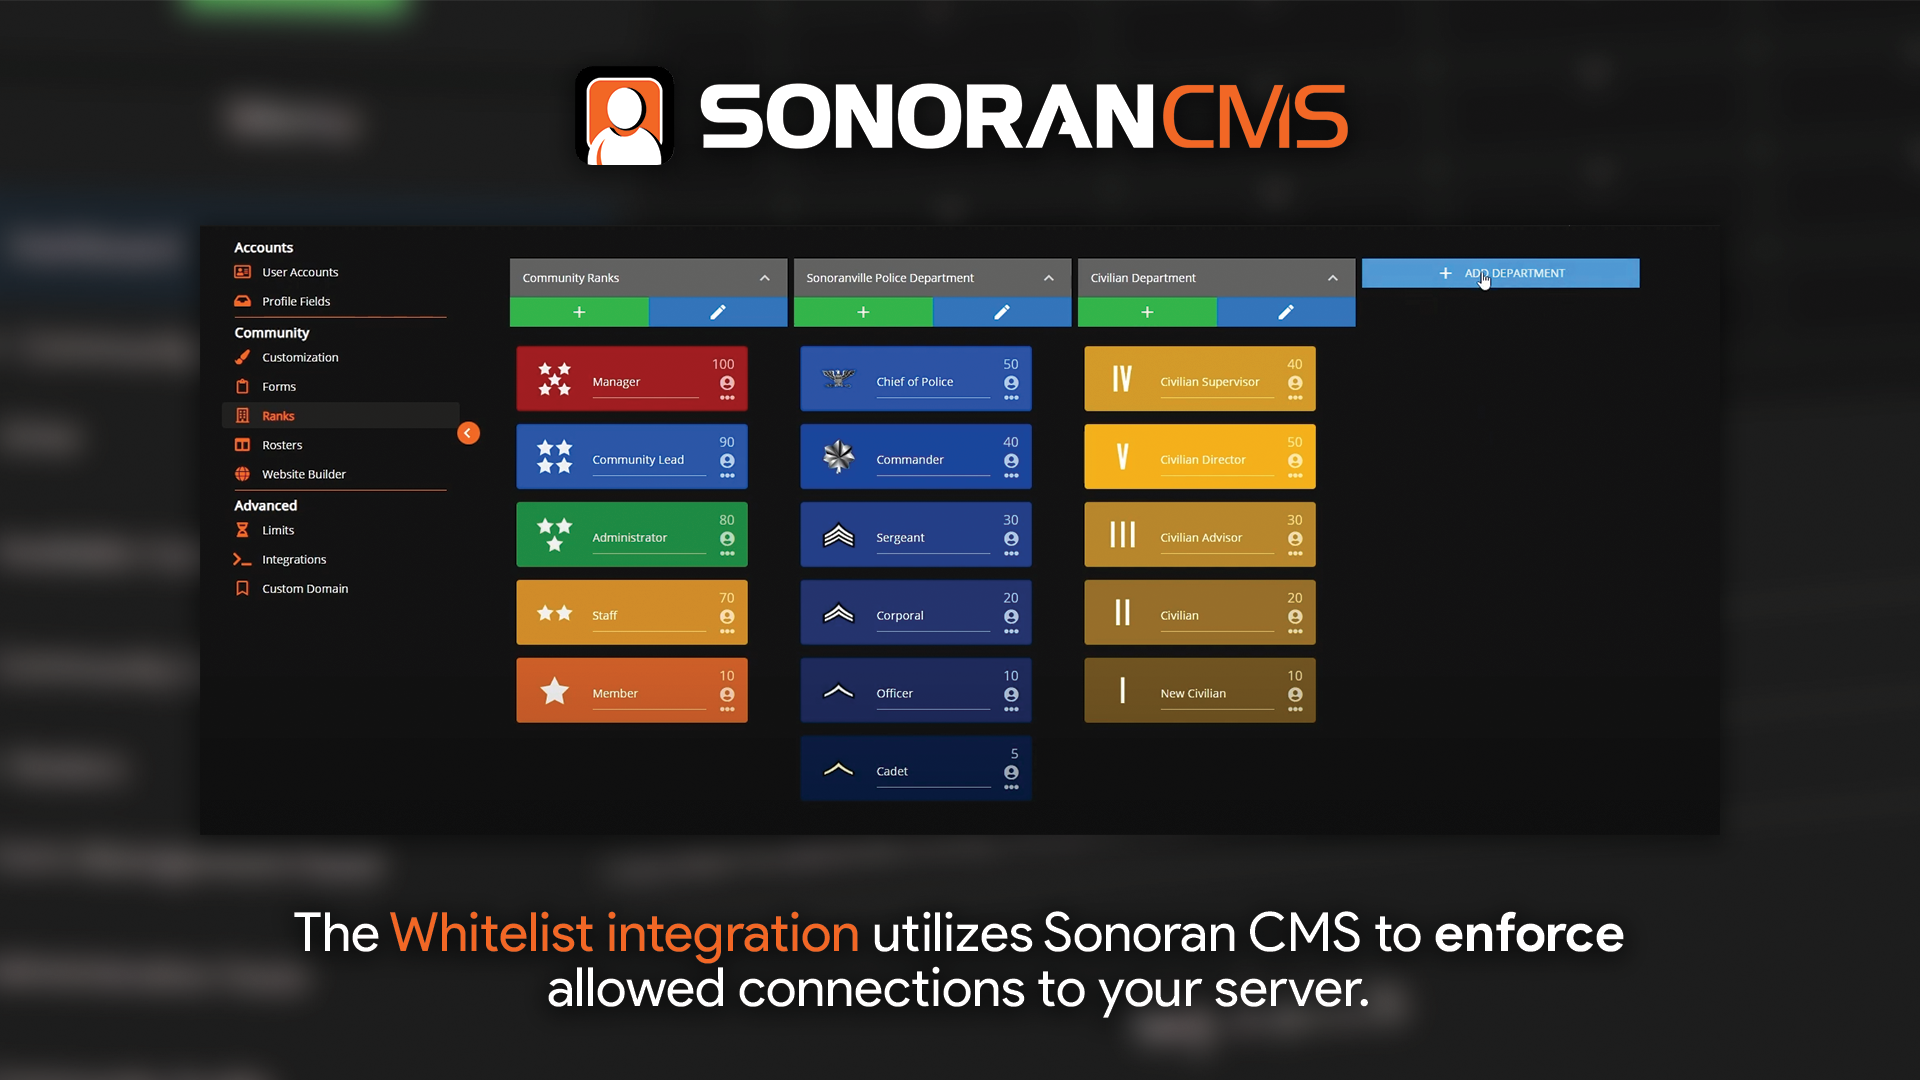 SONORANCMS
Accounts
User Accounts
Profile Fields
Community
Customization
Forms
Ranks
Rosters
Website Builder
Advanced
Limits
Integrations
Custom Domain
Community Ranks
Manager
100
Community Lead
90
Administrator
80
Staff
70
Member
10
Sonoranville Police Department
Chief of Police
50
Commander
40
Sergeant
30
Corporal
20
Officer
10
Cadet
5
Civilian Department
IV
Civilian Supervisor
40
V
Civilian Director
50
III
Civilian Advisor
30
II
Civilian
20
I
New Civilian
10
+ ADD DEPARTMENT
The Whitelist integration utilizes Sonoran CMS to enforce
allowed connections to your server.